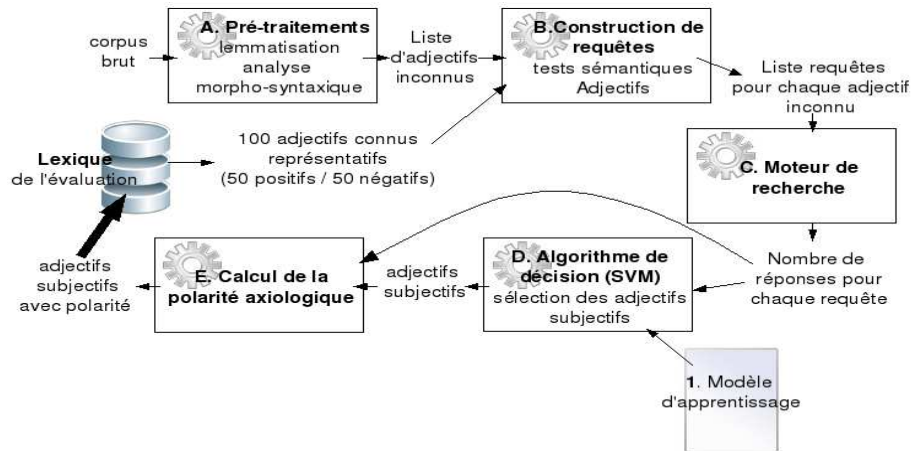 corpus
brut
A. Pré-traitements
lemmatisation
analyse
morpho-syntaxique
Liste
d'adjectifs
inconnus
B.Construction de
requêtes
tests sémantiques
Adjectifs
Liste requêtes
pour chaque adjectif
inconnu
Lexique
de l'évaluation
100 adjectifs connus
représentatifs
(50 positifs / 50 négatifs)
C. Moteur de
recherche
Nombre de
réponses pour
chaque requête
D. Algorithme de
décision (SVM)
sélection des adjectifs
subjectifs
adjectifs
subjectifs
E. Calcul de la
polarité axiologique
adjectifs
subjectifs
avec polarité
1. Modèle
d'apprentissage